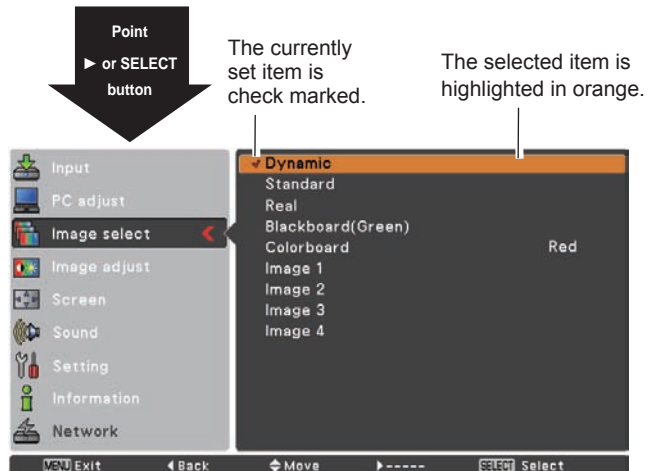 Point
► or SELECT
button
The currently
set item is
check marked.
The selected item is
highlighted in orange.
Input
PC adjust
Image select
Image adjust
Screen
Sound
Setting
Information
Network
Dynamic
Standard
Real
Blackboard(Green)
Colorboard Red
Image 1
Image 2
Image 3
Image 4
MENU Exit ◄Back Move ►----- SELECT Select